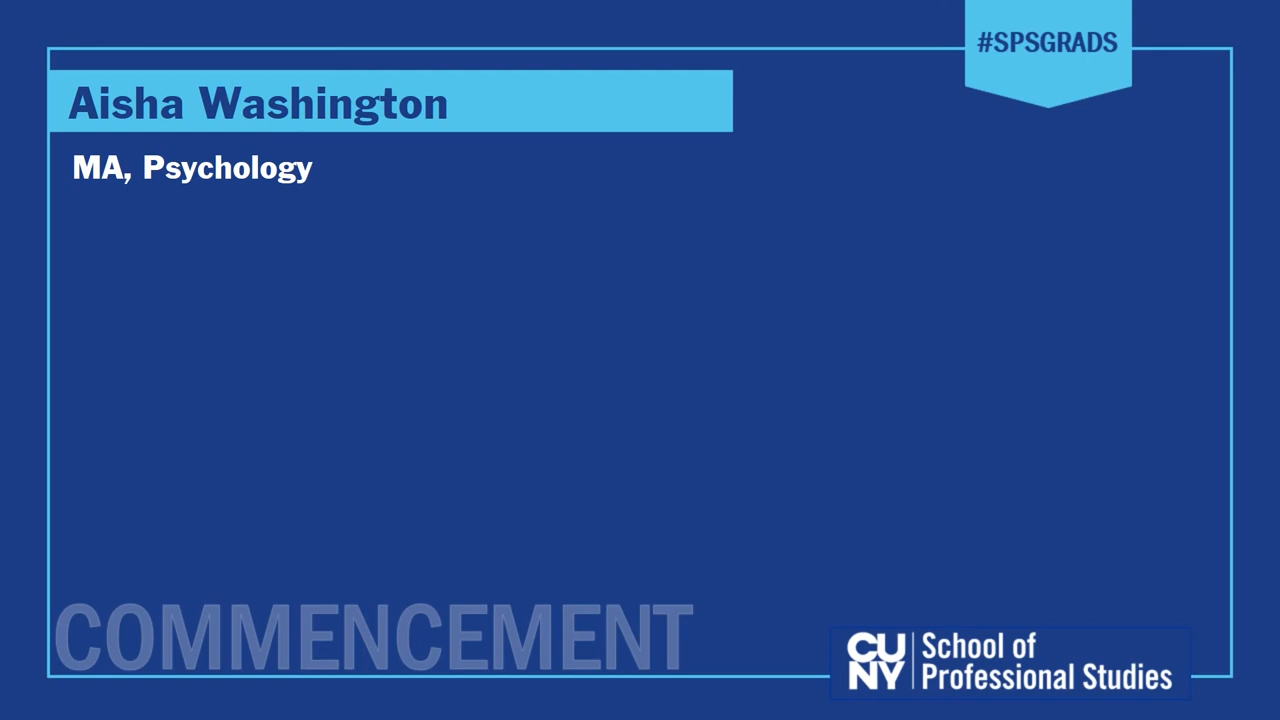 #SPSGRADS
Aisha Washington
MA, Psychology
COMMENCEMENT
CU
NY
School of
Professional Studies